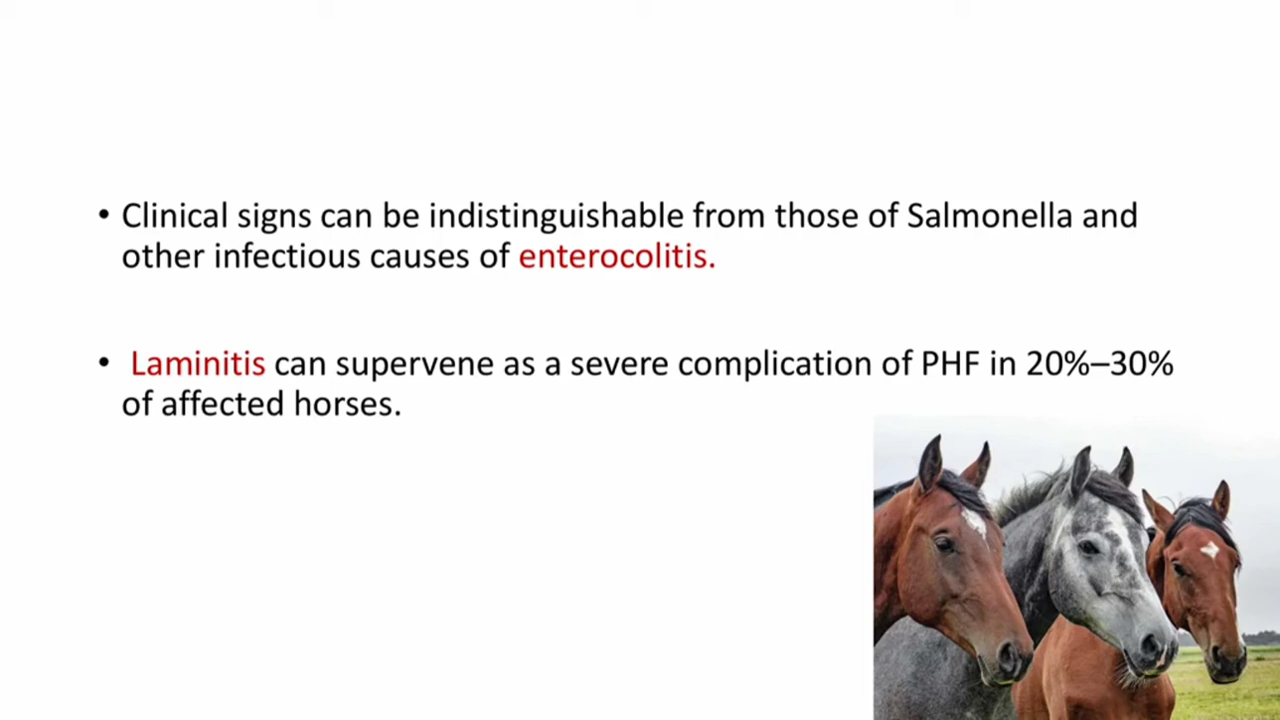 • Clinical signs can be indistinguishable from those of Salmonella and
other infectious causes of enterocolitis.
• Laminitis can supervene as a severe complication of PHF in 20%–30%
of affected horses.